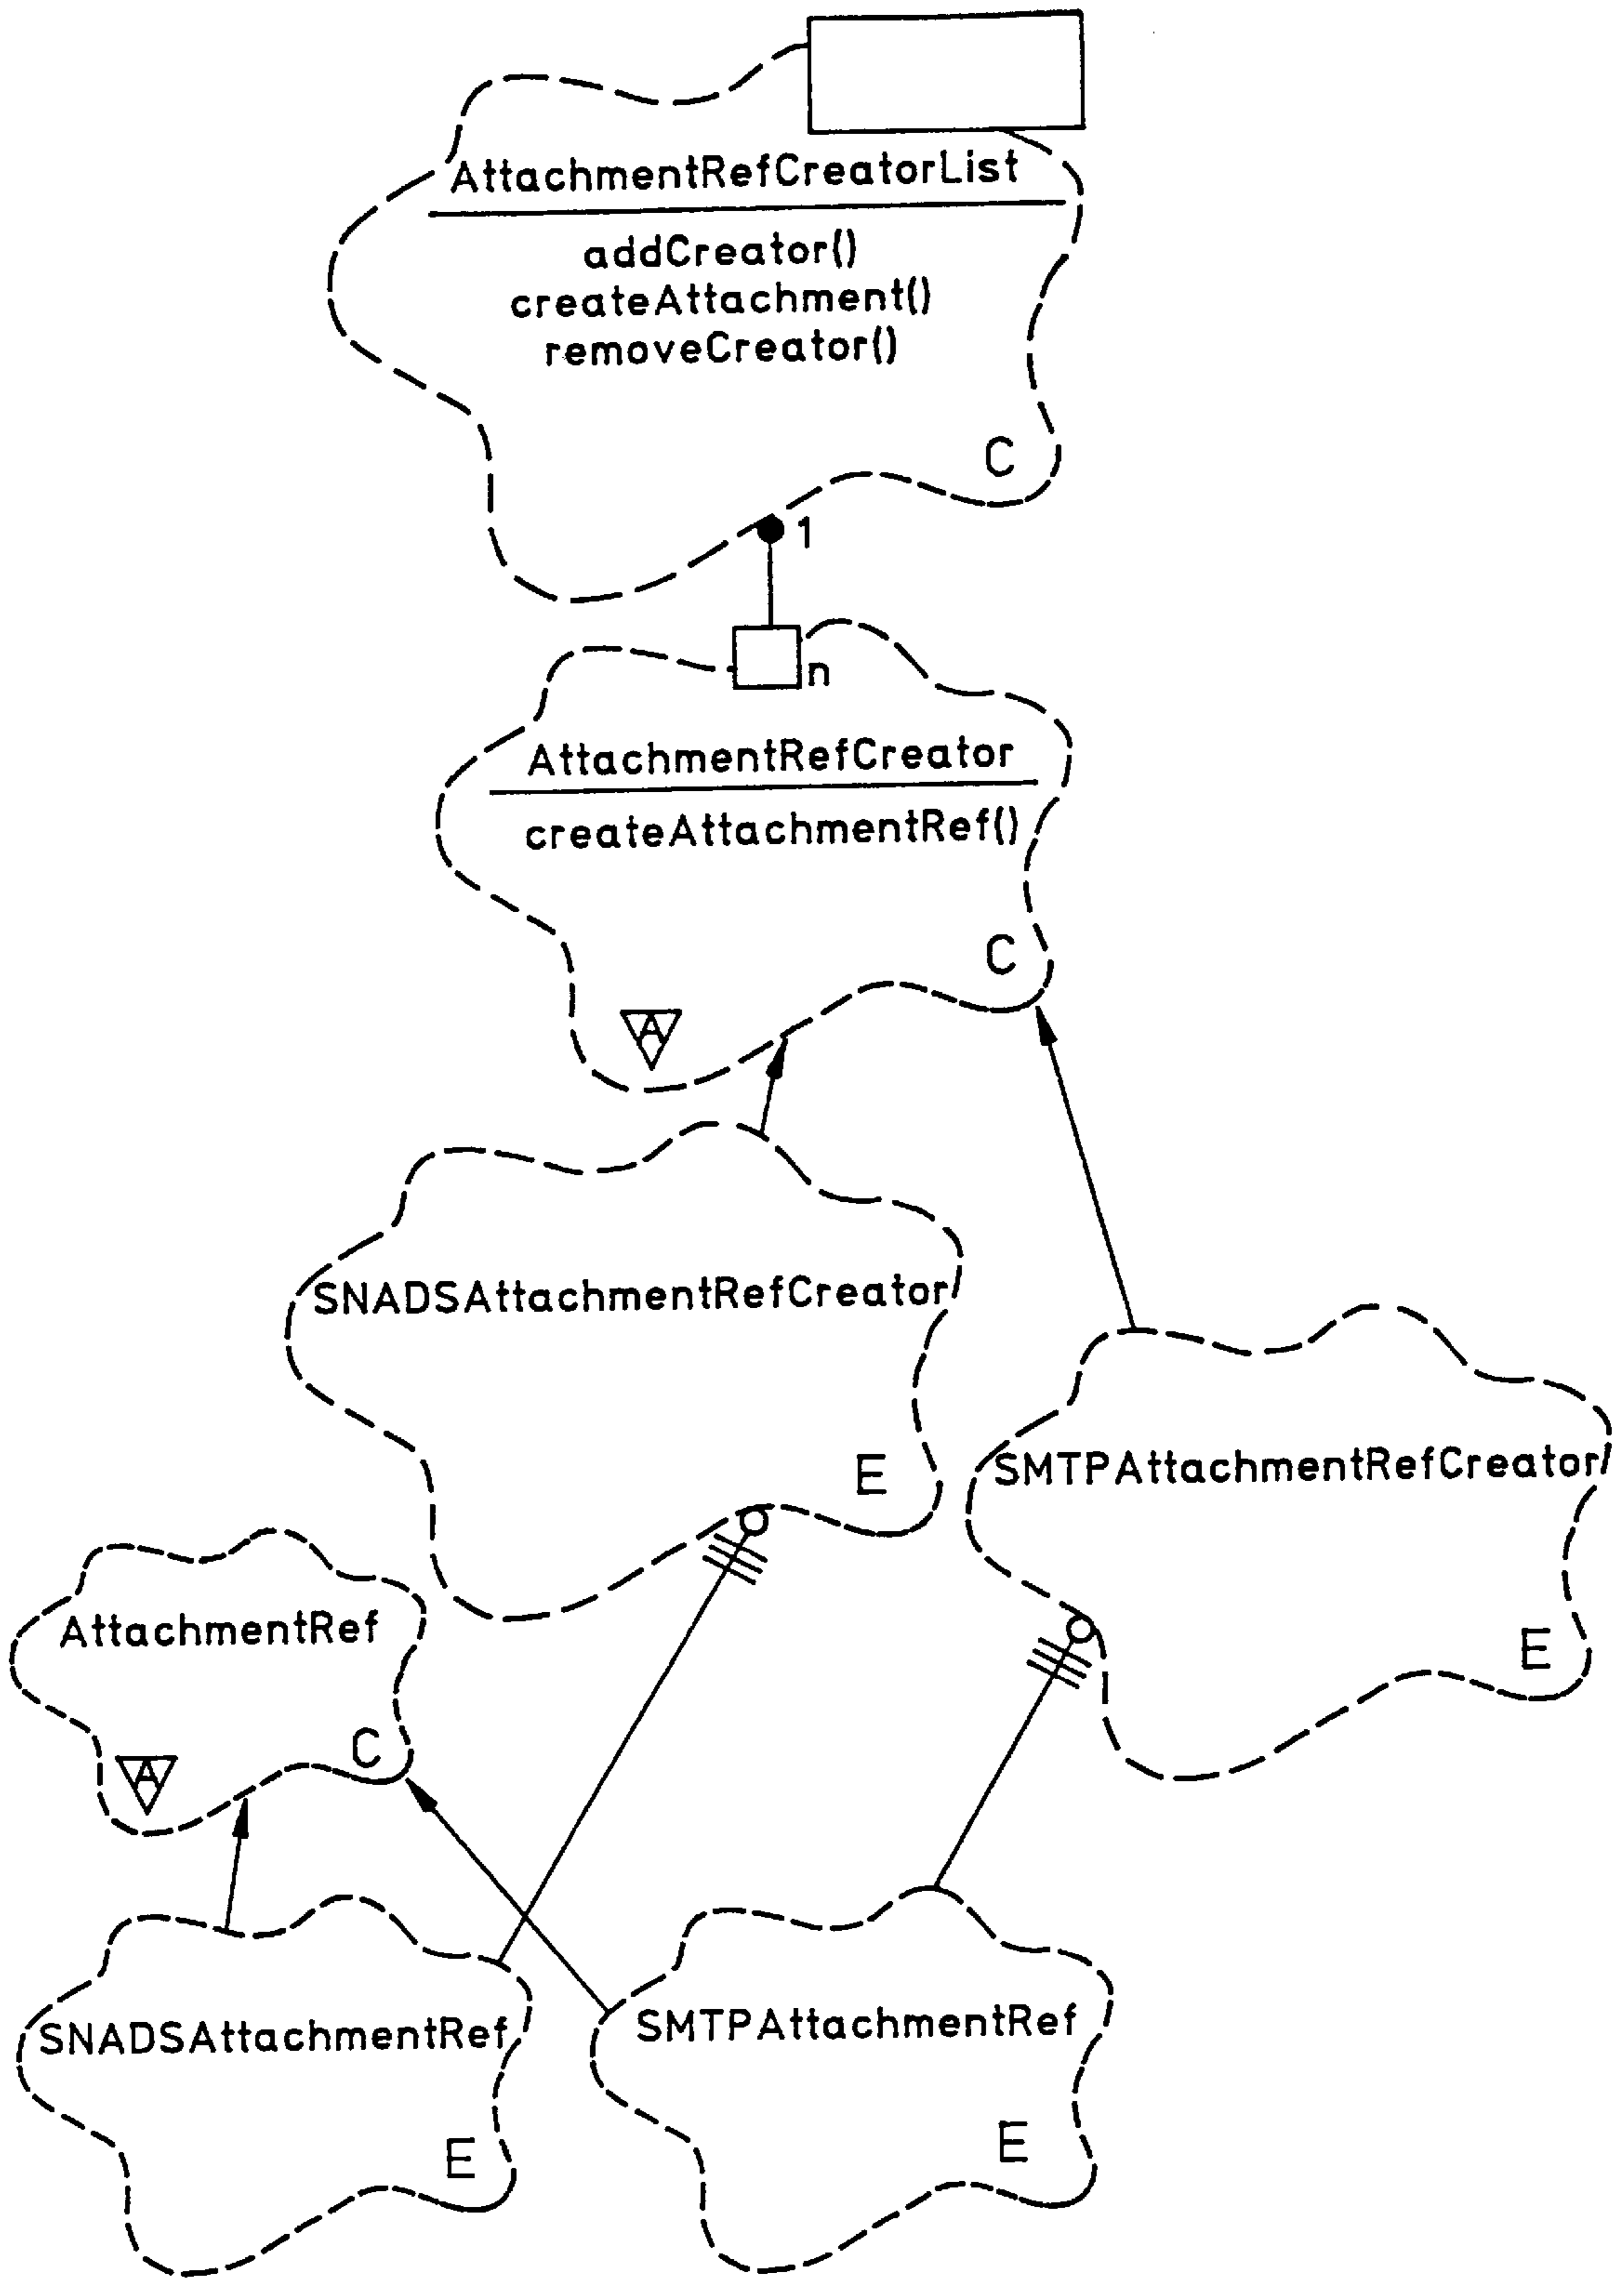 AttachmentRefCreatorList
addCreator()
createAttachment()
removeCreator()
C
1
n
AttachmentRefCreator
createAttachmentRef()
C
A
SNADSAttachmentRefCreator
E
SMTPAttachmentRefCreator
E
AttachmentRef
C
A
SNADSAttachmentRef
E
SMTPAttachmentRef
E